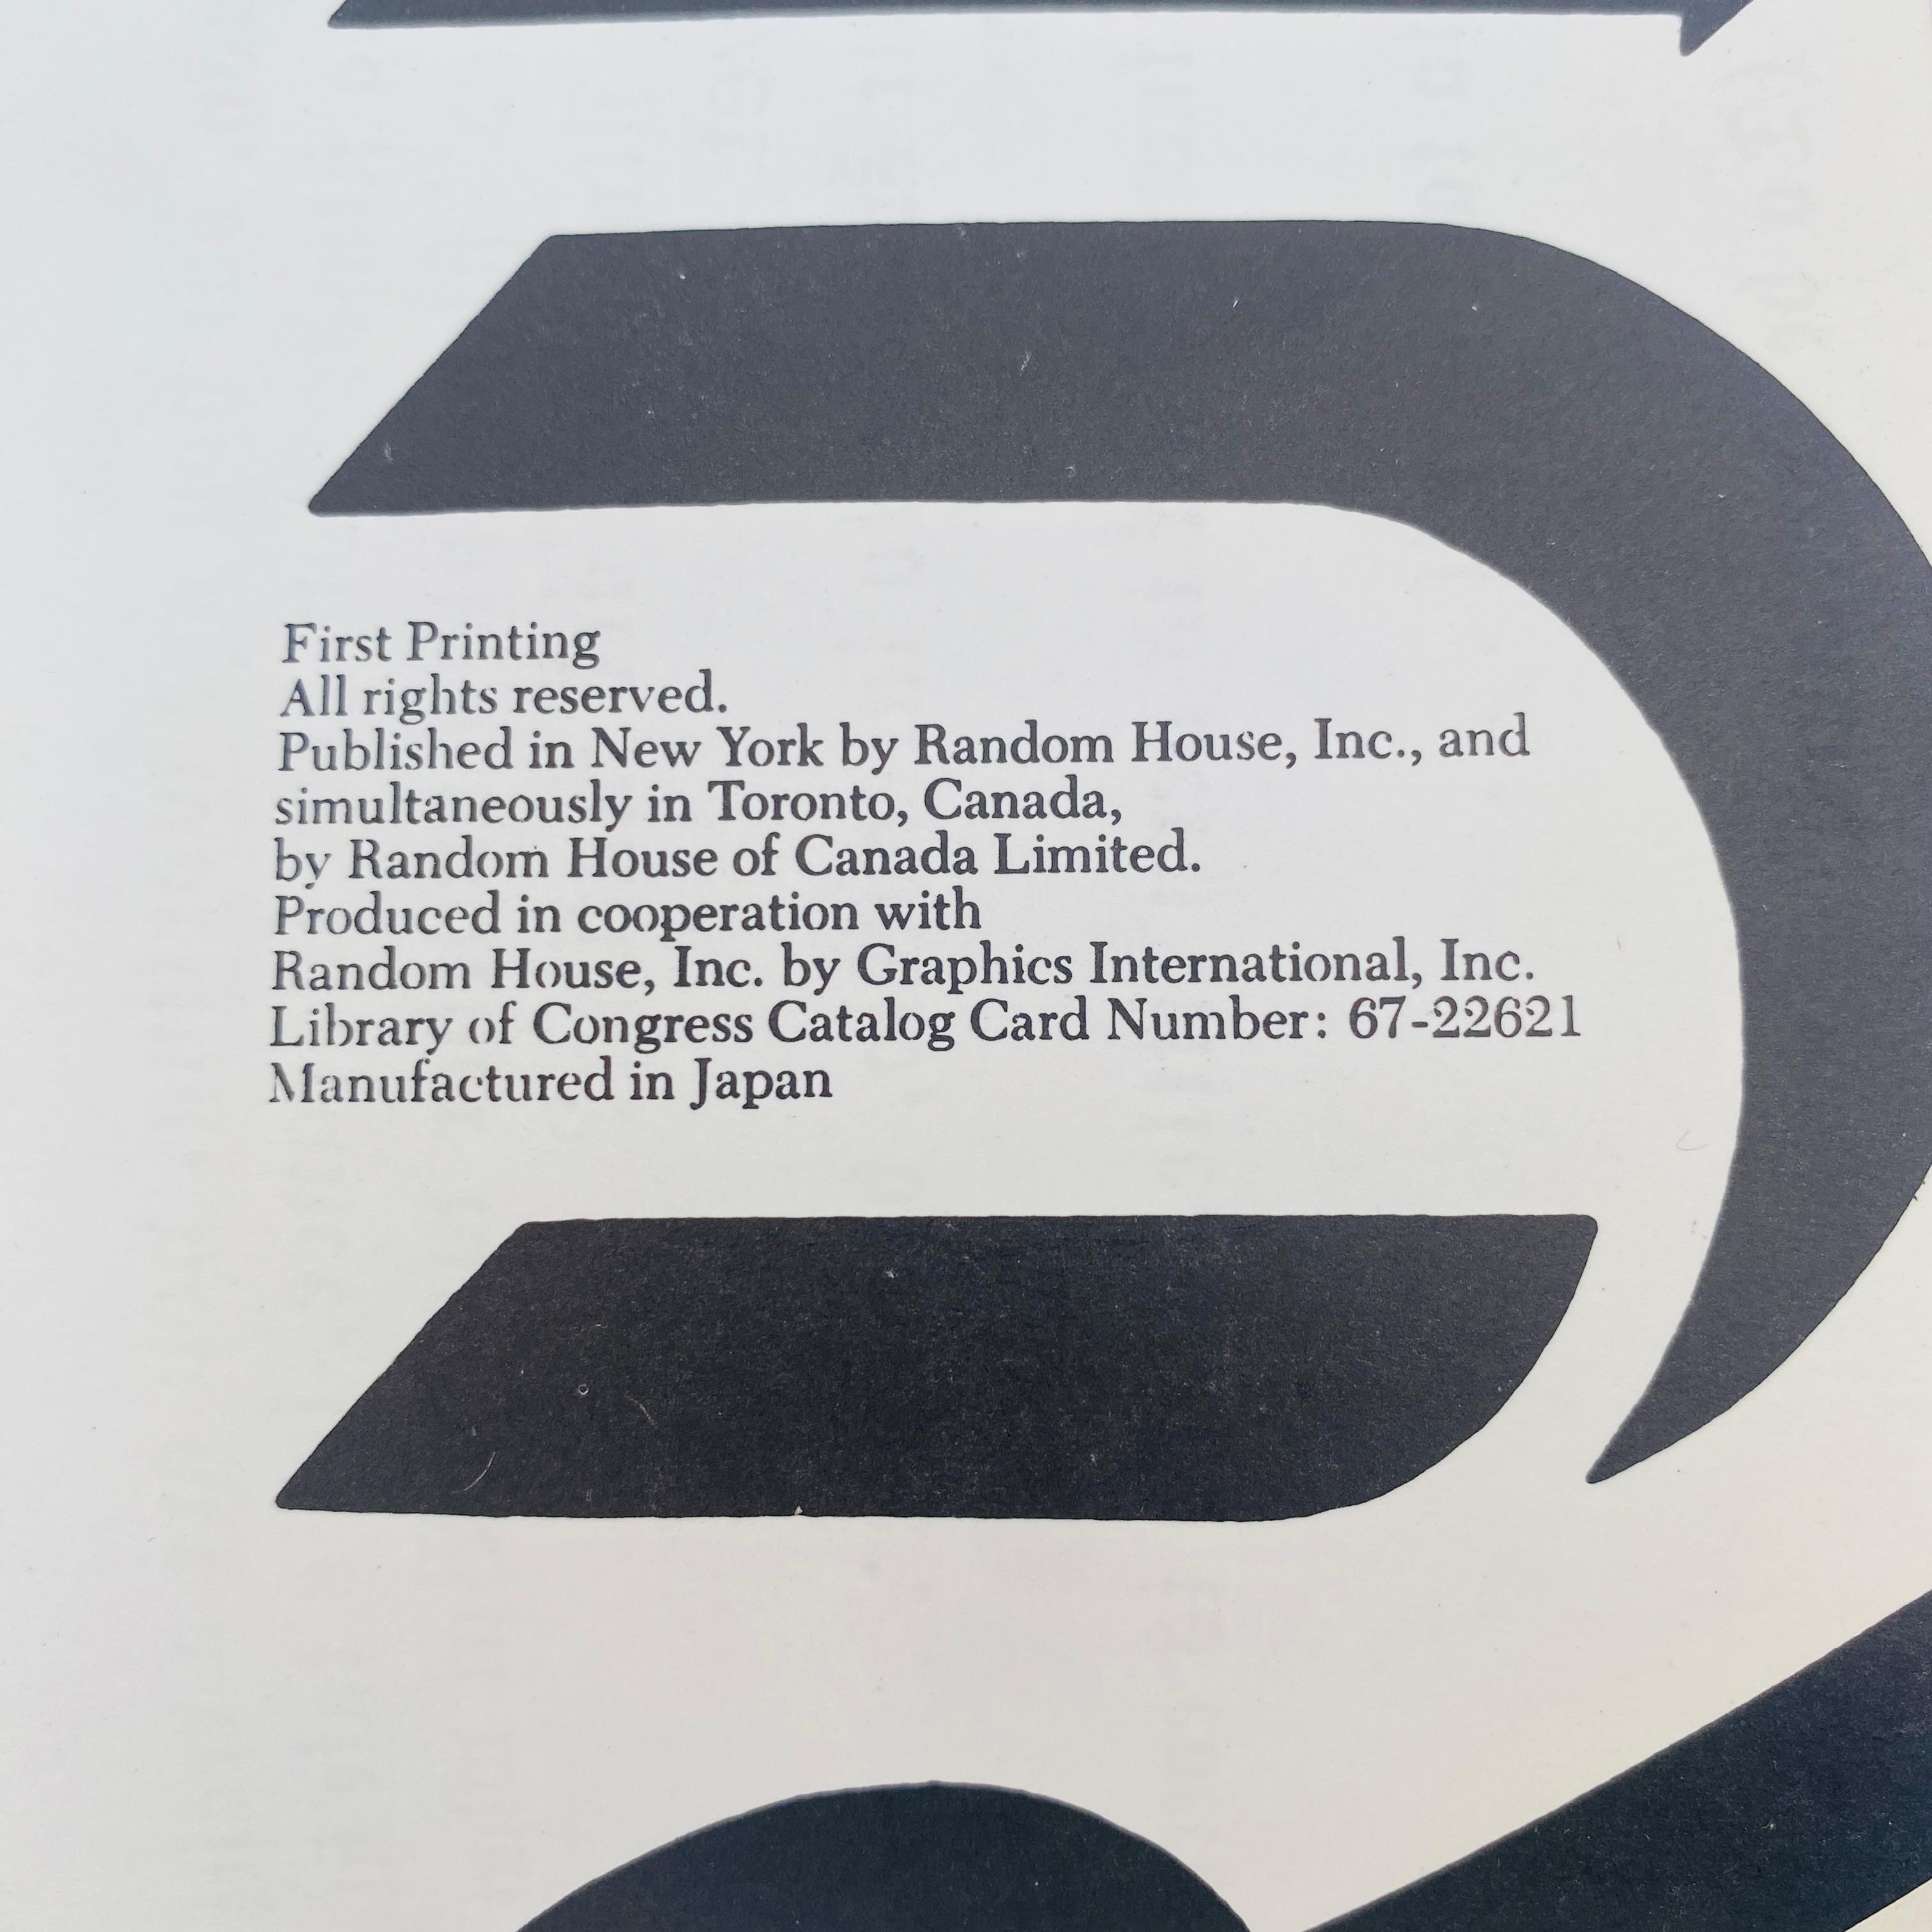 First Printing
All rights reserved.
Published in New York by Random House, Inc., and
simultaneously in Toronto, Canada,
by Random House of Canada Limited.
Produced in cooperation with
Random House, Inc. by Graphics International, Inc.
Library of Congress Catalog Card Number: 67-22621
Manufactured in Japan